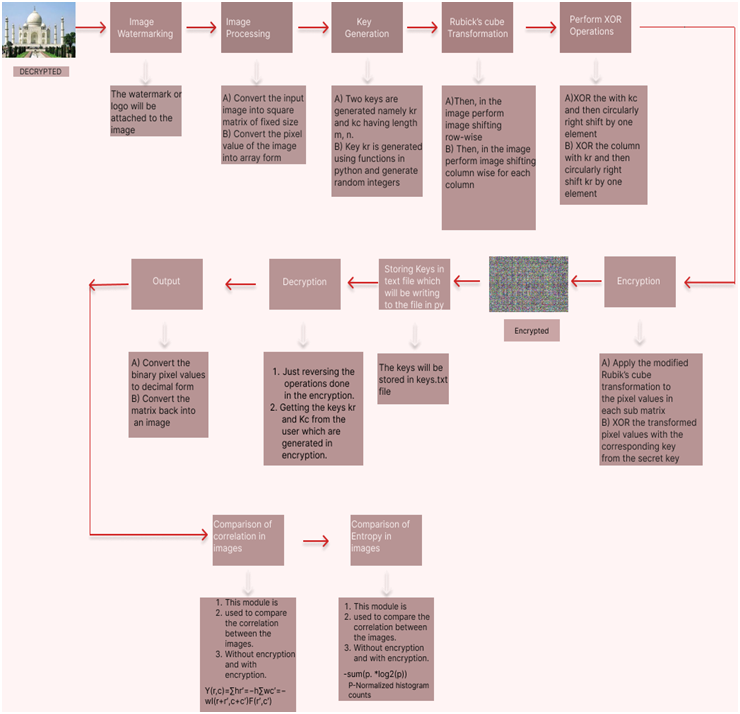 DECRYPTED
Image
Watermarking
The watermark or
logo will be
attached to the
image
Image
Processing
A) Convert the input
image into square
matrix of fixed size
B) Convert the pixel
value of the image
into array form
Key
Generation
A) Two keys are
generated namely kr
and kc having length
m, n.
B) Key kr is generated
using functions in
python and generate
random integers
Rubick's cube
Transformation
A)Then, in the
image perform
image shifting
row-wise
B) Then, in the image
perform image shifting
column wise for each
column
Perform XOR
Operations
A)XOR the with kc
and then circularly
right shift by one
element
B) XOR the column
with kr and then
circularly right
shift kr by one
element
Encryption
A) Apply the modified
Rubik's cube
transformation to
the pixel values in
each sub matrix
B) XOR the transformed
pixel values with the
corresponding key
from the secret key
Encrypted
Storing Keys in
text file which
will be writing
to the file in py
The keys will be
stored in keys.txt
file
Decryption
1. Just reversing the
operations done
in the encryption.
2. Getting the keys kr
and Kc from the
user which are
generated in
encryption.
Output
A) Convert the
binary pixel values
to decimal form
B) Convert the
matrix back into
an image
Comparison of
correlation in
images
1. This module is
2. used to compare
the correlation
between the
images.
3. Without encryption
and with
encryption.
Y(r,c)=∑hr'=−h∑wc'=−
wI(r+r',c+c')F(r',c')
Comparison of
Entropy in
images
1. This module is
2. used to compare the
correlation between
the images.
3. Without encryption
and with encryption.
-sum(p. *log2(p))
P-Normalized histogram
counts